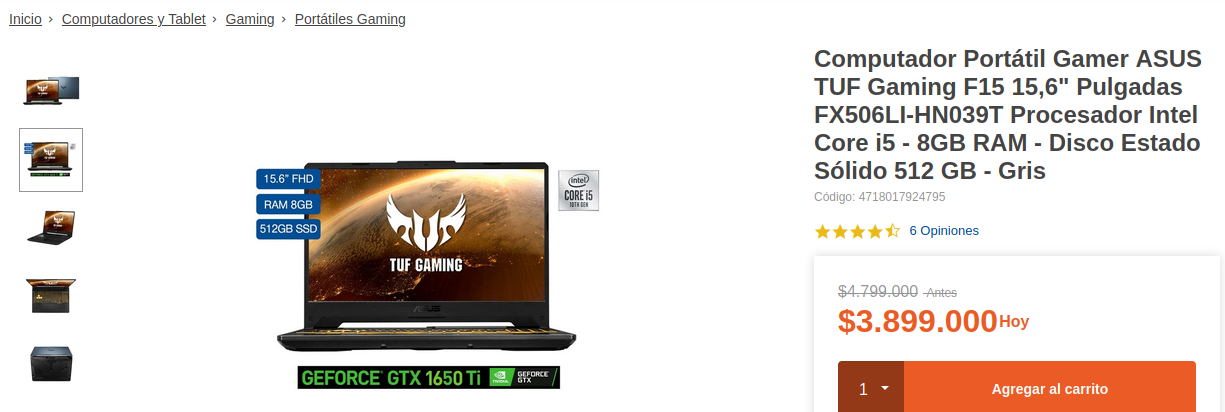 Inicio › Computadores y Tablet › Gaming › Portátiles Gaming
Computador Portátil Gamer ASUS
TUF Gaming F15 15,6" Pulgadas
FX506LI-HN039T Procesador Intel
Core i5 - 8GB RAM - Disco Estado
Sólido 512 GB - Gris
Código: 4718017924795
6 Opiniones
$4.799.000 -Antes
$3.899.000 Hoy
1 Agregar al carrito
15.6" FHD
RAM 8GB
512GB SSD
intel
CORE i5
10TH GEN
TUF GAMING
ASUS
GEFORCE GTX 1650 Ti
NVIDIA
GEFORCE
GTX